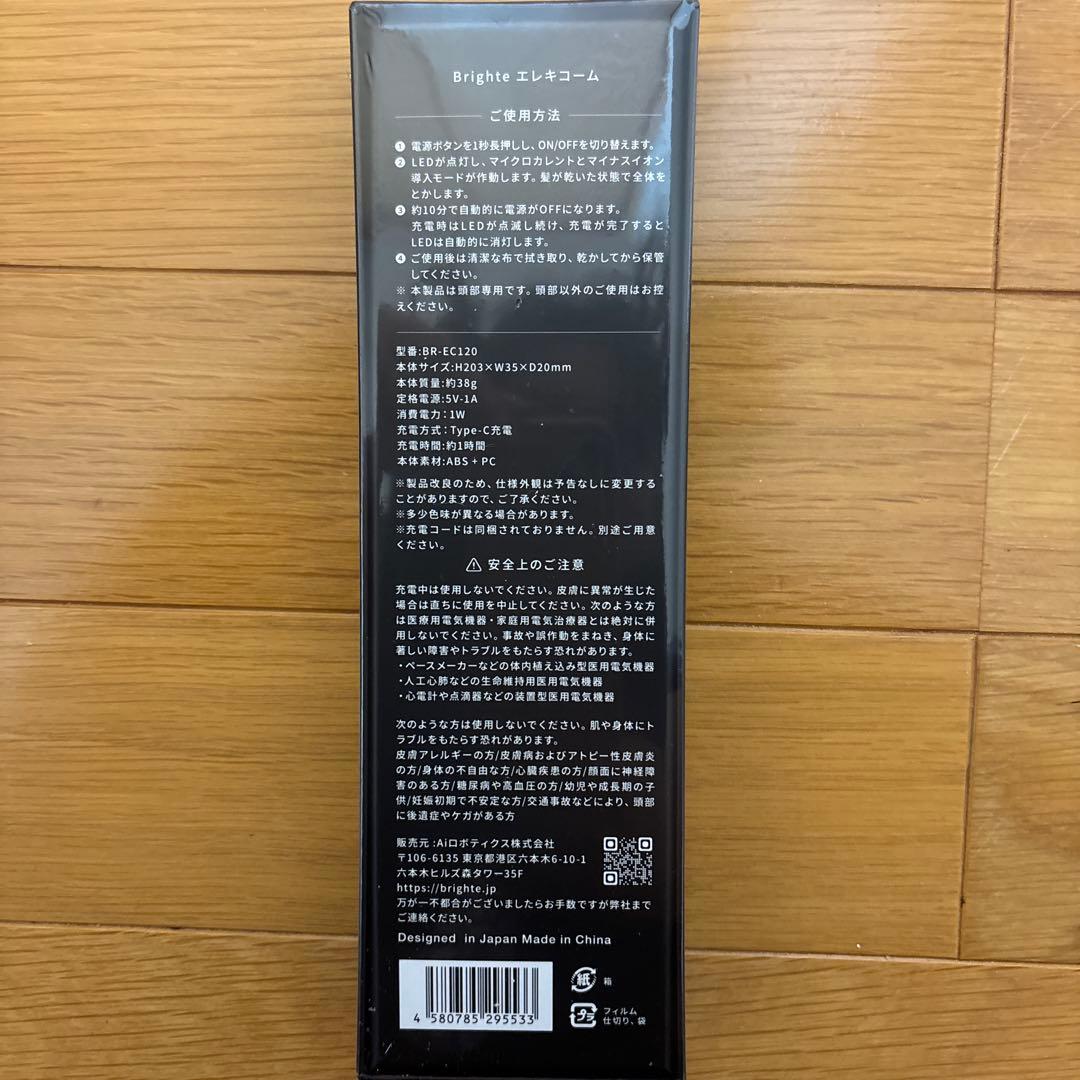 Brighte エレキコーム
ご使用方法
❶ 電源ボタンを1秒長押しし、ON/OFFを切り替えます。
❷ LEDが点灯し、マイクロカレントとマイナスイオン
導入モードが作動します。髪が乾いた状態で全体を
とかします。
❸ 約10分で自動的に電源がOFFになります。
充電時はLEDが点滅し続け、充電が完了すると
LEDは自動的に消灯します。
❹ ご使用後は清潔な布で拭き取り、乾かしてから保管
してください。
※ 本製品は頭部専用です。頭部以外のご使用はお控
えください。
型番:BR-EC120
本体サイズ:H203×W35×D20mm
本体質量:約38g
定格電源:5V-1A
消費電力：1W
充電方式：Type-C充電
充電時間:約1時間
本体素材:ABS + PC
※製品改良のため、仕様外観は予告なしに変更する
ことがありますので、ご了承ください。
※多少色味が異なる場合があります。
※充電コードは同梱されておりません。別途ご用意
ください。
⚠ 安全上のご注意
充電中は使用しないでください。皮膚に異常が生じた
場合は直ちに使用を中止してください。次のような方
は医療用電気機器・家庭用電気治療器とは絶対に併
用しないでください。事故や誤作動をまねき、身体に
著しい障害やトラブルをもたらす恐れがあります。
・ペースメーカーなどの体内植え込み型医用電気機器
・人工心肺などの生命維持用医用電気機器
・心電計や点滴器などの装置型医用電気機器
次のような方は使用しないでください。肌や身体にト
ラブルをもたらす恐れがあります。
皮膚アレルギーの方/皮膚病およびアトピー性皮膚炎
の方/身体の不自由な方/心臓疾患の方/顔面に神経障
害のある方/糖尿病や高血圧の方/幼児や成長期の子
供/妊娠初期で不安定な方/交通事故などにより、頭部
に後遺症やケガがある方
販売元：Aiロボティクス株式会社
〒106-6135 東京都港区六本木6-10-1
六本木ヒルズ森タワー35F
https://brighte.jp
万が一不都合がございましたらお手数ですが弊社まで
ご連絡ください。
Designed in Japan Made in China
4 580785 295533
紙 箱
プラ フィルム
仕切り、袋